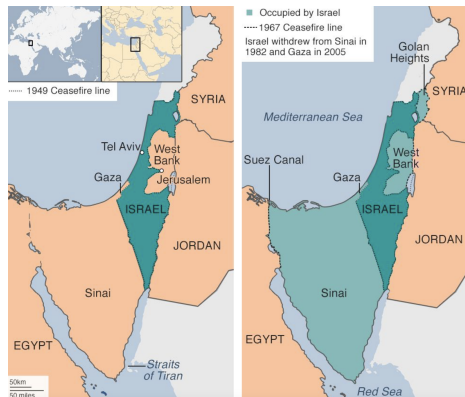 1949 Ceasefire line
SYRIA
Tel Aviv
West
Bank
Jerusalem
Gaza
ISRAEL
JORDAN
Sinai
EGYPT
Straits
of Tiran
50km
50 miles
Occupied by Israel
1967 Ceasefire line
Israel withdrew from Sinai in
1982 and Gaza in 2005
Golan
Heights
SYRIA
Mediterranean Sea
West
Bank
Suez Canal
Gaza
ISRAEL
JORDAN
Sinai
EGYPT
Red Sea